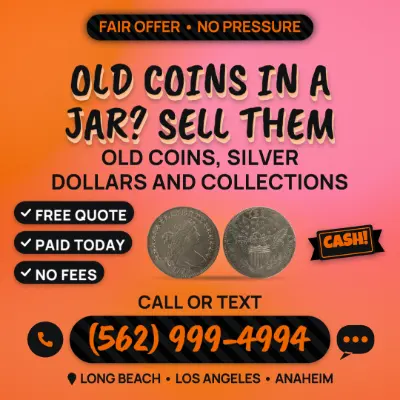 FAIR OFFER • NO PRESSURE
OLD COINS IN A
JAR? SELL THEM
OLD COINS, SILVER
DOLLARS AND COLLECTIONS
FREE QUOTE
PAID TODAY
NO FEES
CASH!
CALL OR TEXT
(562) 999-4994
LONG BEACH • LOS ANGELES • ANAHEIM